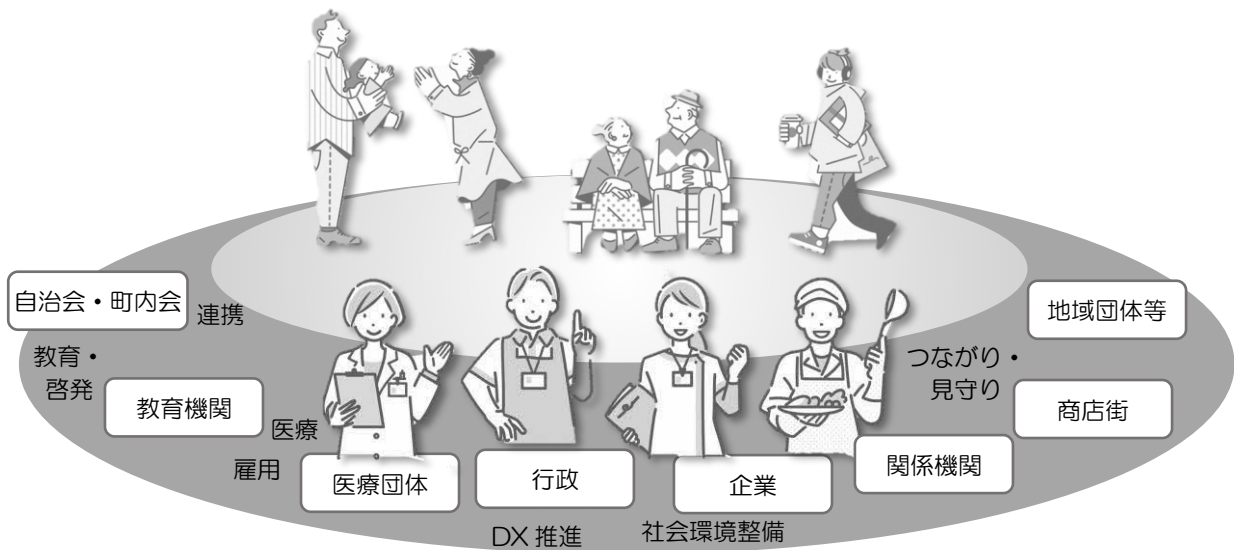 自治会・町内会
連携
教育・
啓発
教育機関
医療
雇用
医療団体
行政
DX 推進
企業
社会環境整備
関係機関
つながり・
見守り
地域団体等
商店街